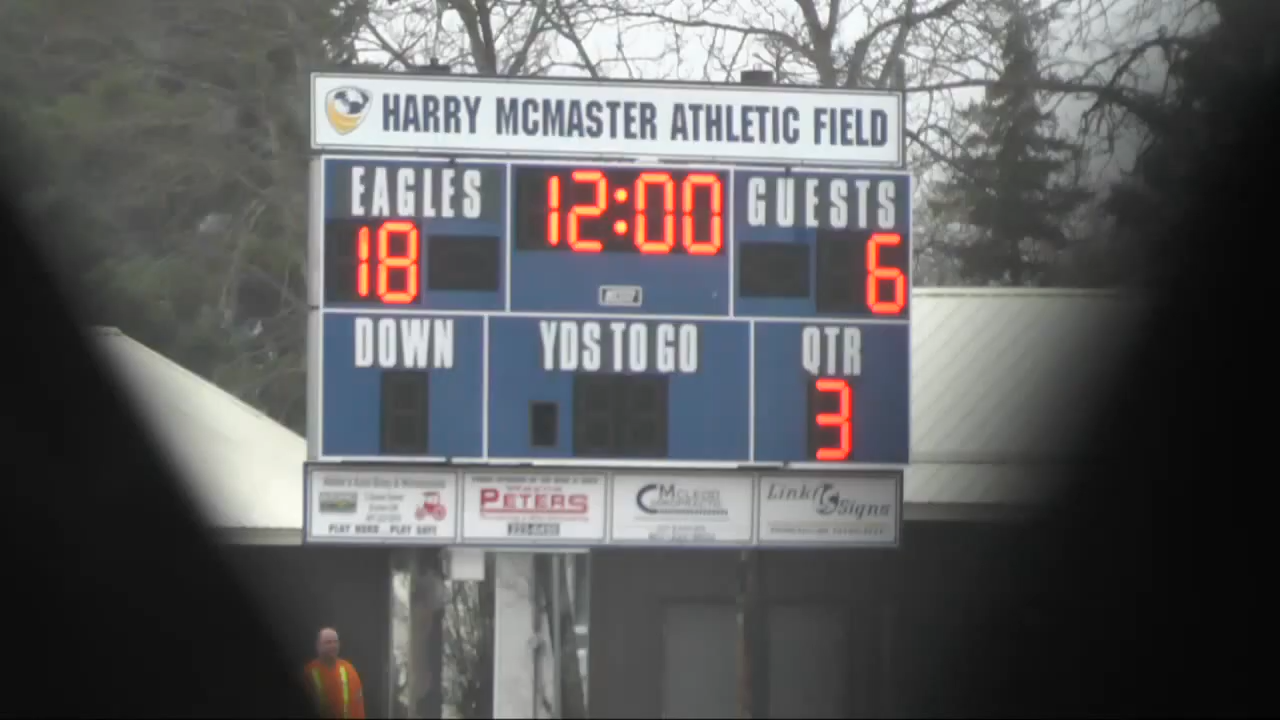 HARRY MCMASTER ATHLETIC FIELD
EAGLES 12:00 GUESTS
18 6
DOWN YDS TO GO QTR
3
PLAY HARD PLAY SAFE
PETERS
MCLEOD
Link Signs